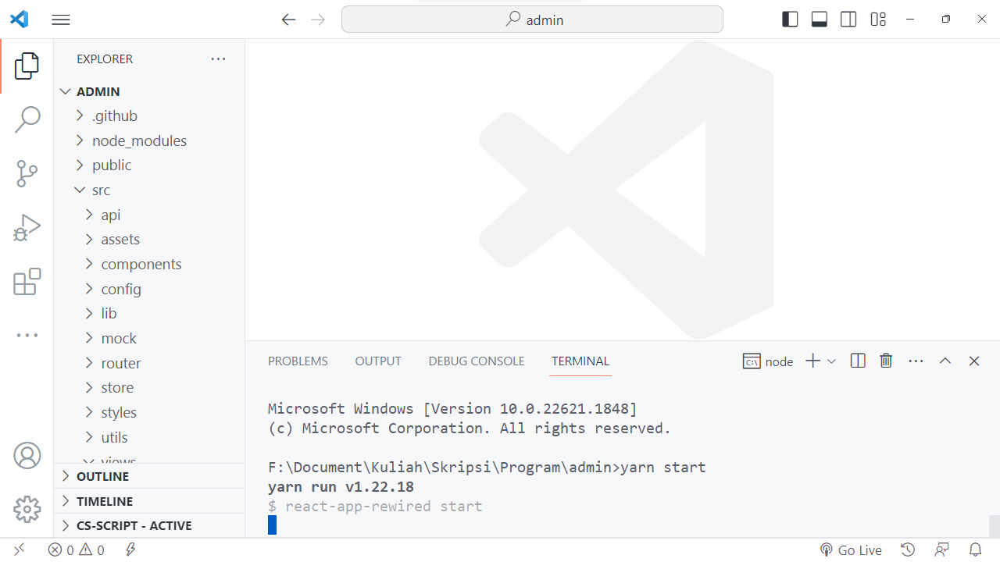 admin
EXPLORER
ADMIN
.github
node_modules
public
src
api
assets
components
config
lib
mock
router
store
styles
utils
views
OUTLINE
TIMELINE
CS-SCRIPT - ACTIVE
PROBLEMS OUTPUT DEBUG CONSOLE TERMINAL
node
Microsoft Windows [Version 10.0.22621.1848]
(c) Microsoft Corporation. All rights reserved.
F:\Document\Kuliah\Skripsi\Program\admin>yarn start
yarn run v1.22.18
$ react-app-rewired start
0 0 Go Live